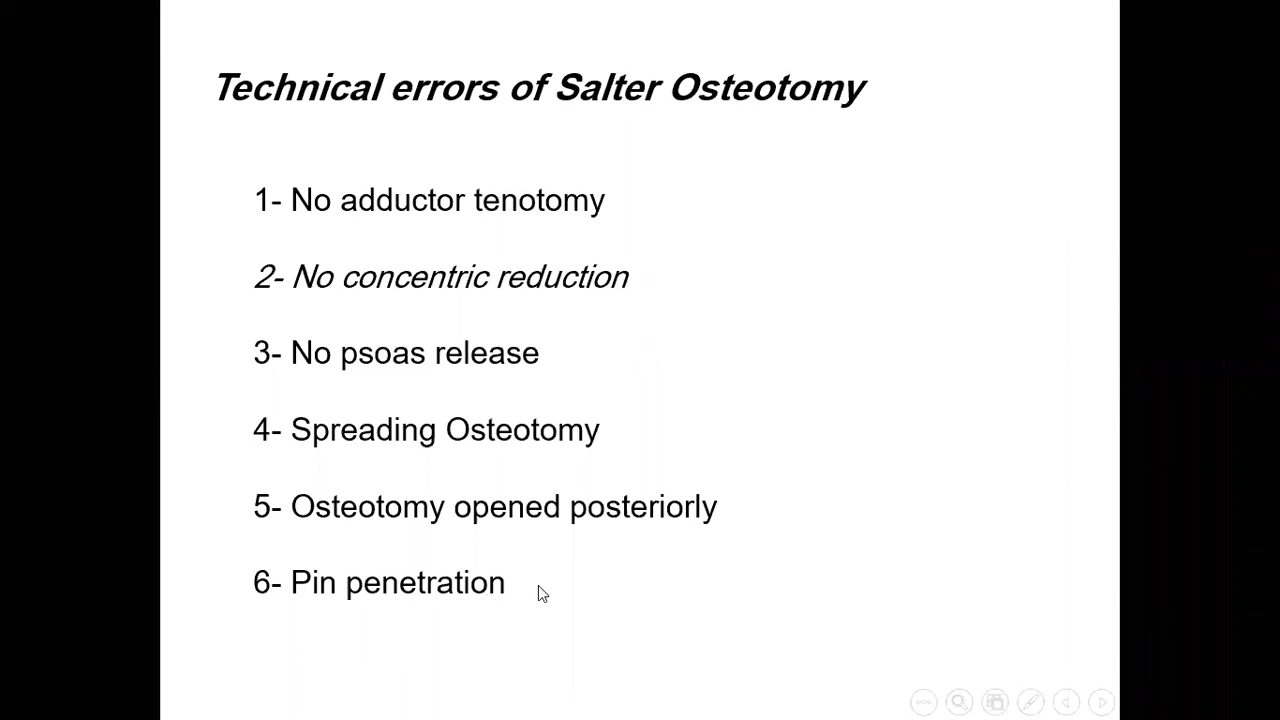 Technical errors of Salter Osteotomy
1- No adductor tenotomy
2- No concentric reduction
3- No psoas release
4- Spreading Osteotomy
5- Osteotomy opened posteriorly
6- Pin penetration